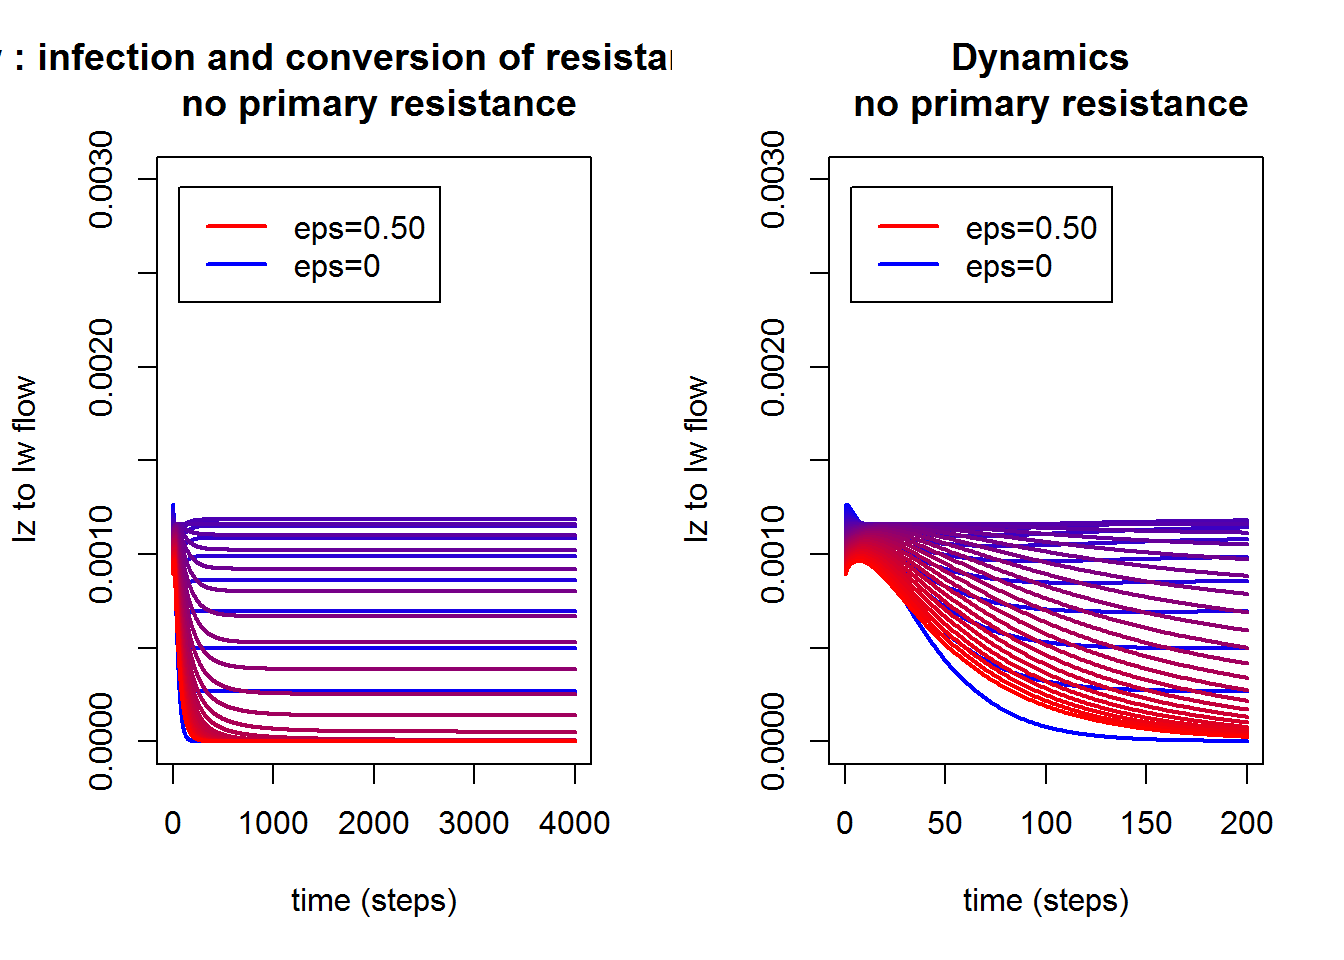 : infection and conversion of
no primary resistance
0.0030
0.0020
0.0010
0.0000
Iz to Iw flow
eps=0.50
eps=0
0 1000 2000 3000 4000
time (steps)
Dynamics
no primary resistance
0.0030
0.0020
0.0010
0.0000
Iz to Iw flow
eps=0.50
eps=0
0 50 100 150 200
time (steps)